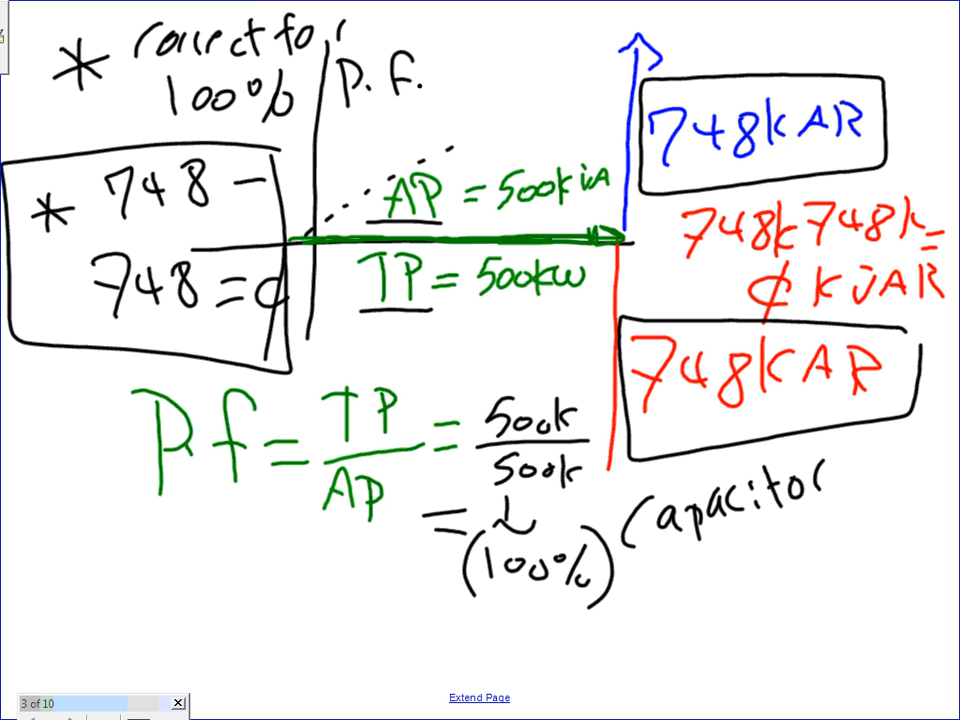 * correct for
100% P.f.
748KAR
* 748 -
748 = ¢
AP = 500kVA
TP = 500kW
748k 748k =
¢ KVAR
748KAR
Pf = TP/AP = 500k/500k
= 1
(100%)
capacitor
3 of 10
Extend Page